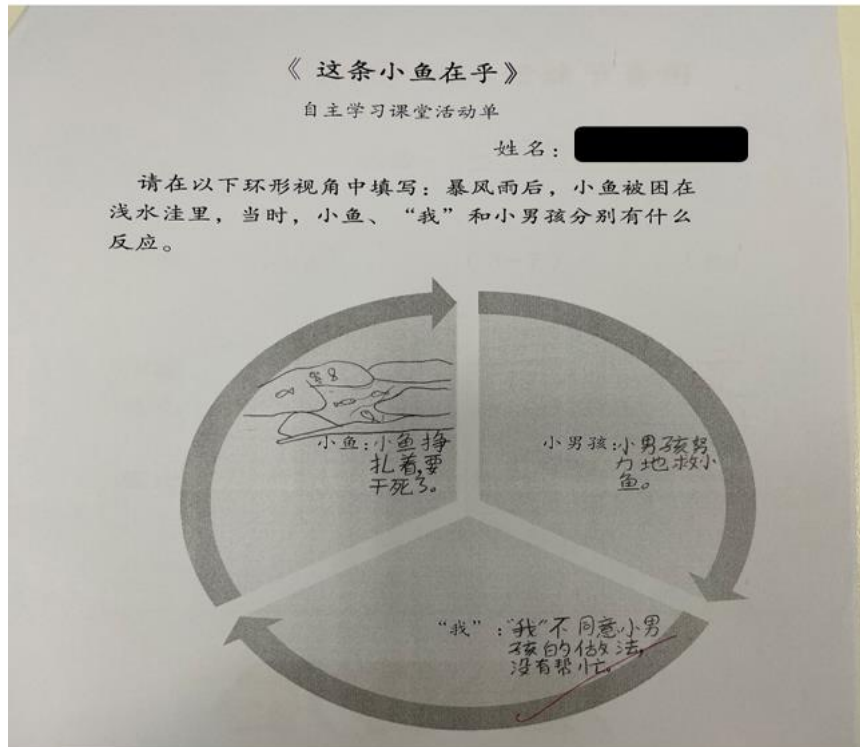 《 这条小鱼在乎》
自主学习课堂活动单
姓名：
请在以下环形视角中填写：暴风雨后，小鱼被困在
浅水洼里，当时，小鱼、“我”和小男孩分别有什么
反应。
小鱼：小鱼挣
扎着，要
干死了。
小男孩：小男孩努
力地救小
鱼。
“我”：“我”不同意小男
孩的做法，
没有帮忙。